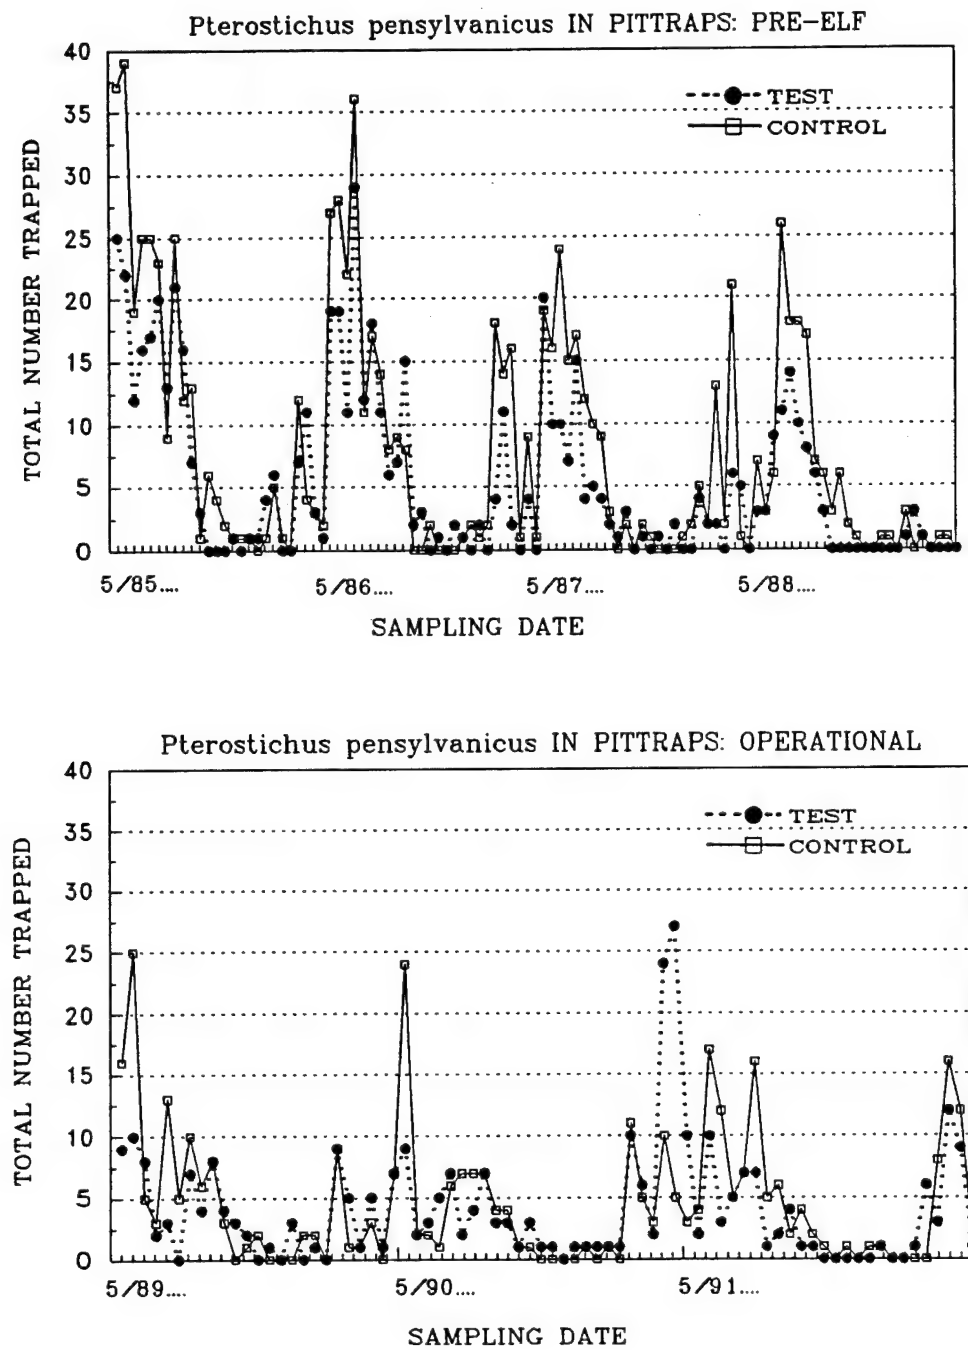 Pterostichus pensylvanicus IN PITTRAPS: PRE-ELF
40
35
30
25
20
15
10
5
0
TOTAL NUMBER TRAPPED
TEST
CONTROL
5/85....
5/86....
5/87....
5/88....
SAMPLING DATE
Pterostichus pensylvanicus IN PITTRAPS: OPERATIONAL
40
35
30
25
20
15
10
5
0
TOTAL NUMBER TRAPPED
TEST
CONTROL
5/89....
5/90....
5/91....
SAMPLING DATE